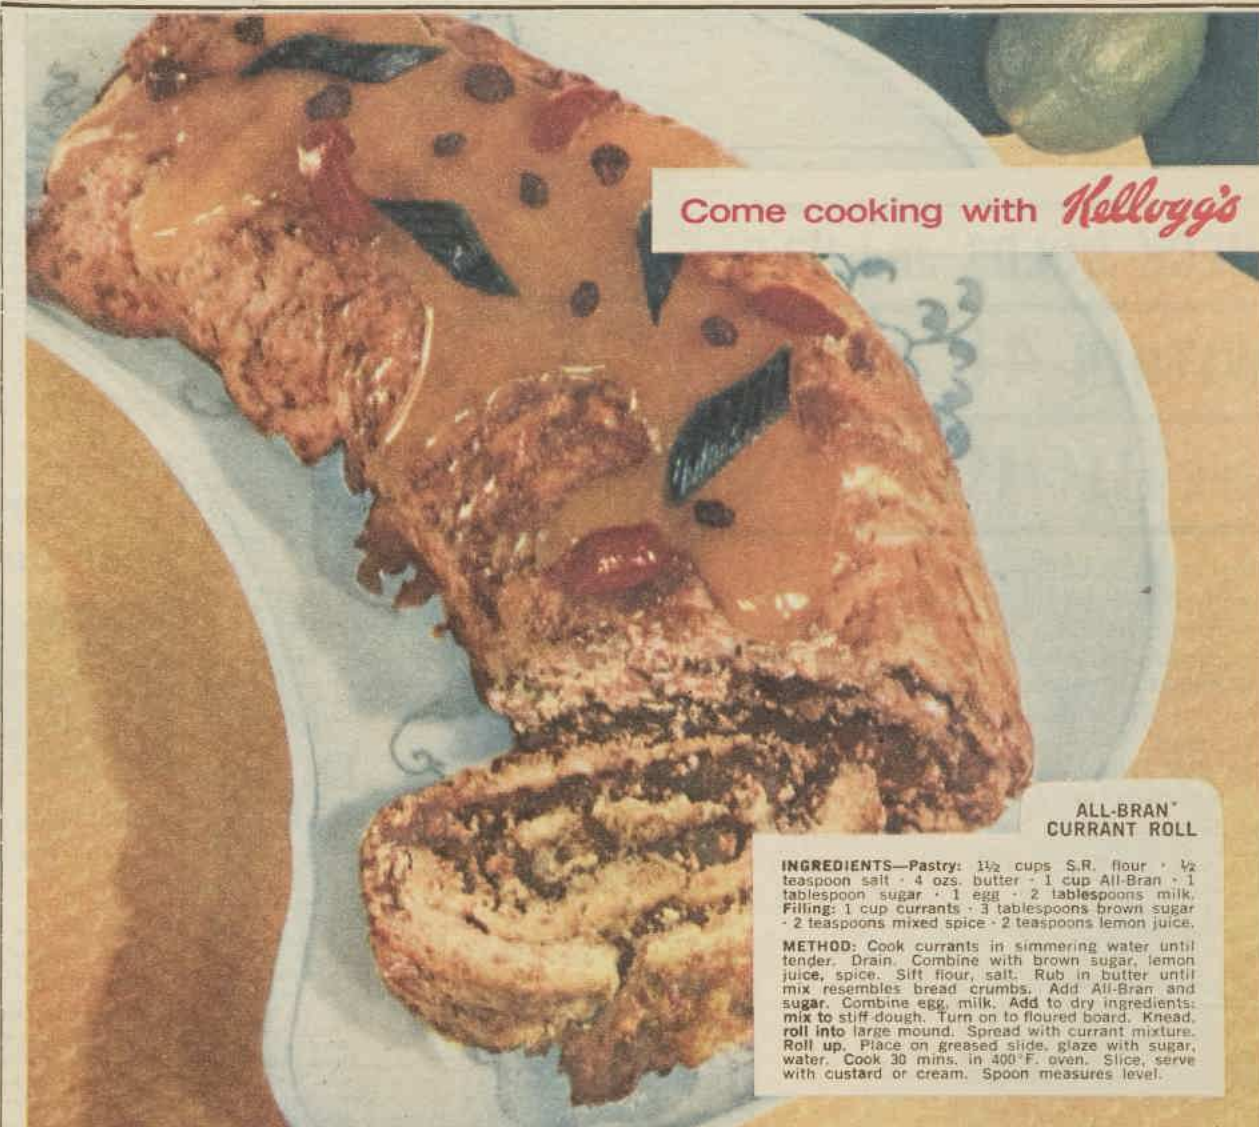 Come cooking with Kellogg's
ALL-BRAN*
CURRANT ROLL
INGREDIENTS—Pastry: 1½ cups S.R. flour · ½
teaspoon salt · 4 ozs. butter · 1 cup All-Bran · 1
tablespoon sugar · 1 egg · 2 tablespoons milk.
Filling: 1 cup currants · 3 tablespoons brown sugar
· 2 teaspoons mixed spice · 2 teaspoons lemon juice.
METHOD: Cook currants in simmering water until
tender. Drain. Combine with brown sugar, lemon
juice, spice. Sift flour, salt. Rub in butter until
mix resembles bread crumbs. Add All-Bran and
sugar. Combine egg, milk. Add to dry ingredients;
mix to stiff dough. Turn on to floured board. Knead,
roll into large mound. Spread with currant mixture.
Roll up. Place on greased slide, glaze with sugar,
water. Cook 30 mins. in 400°F. oven. Slice, serve
with custard or cream. Spoon measures level.